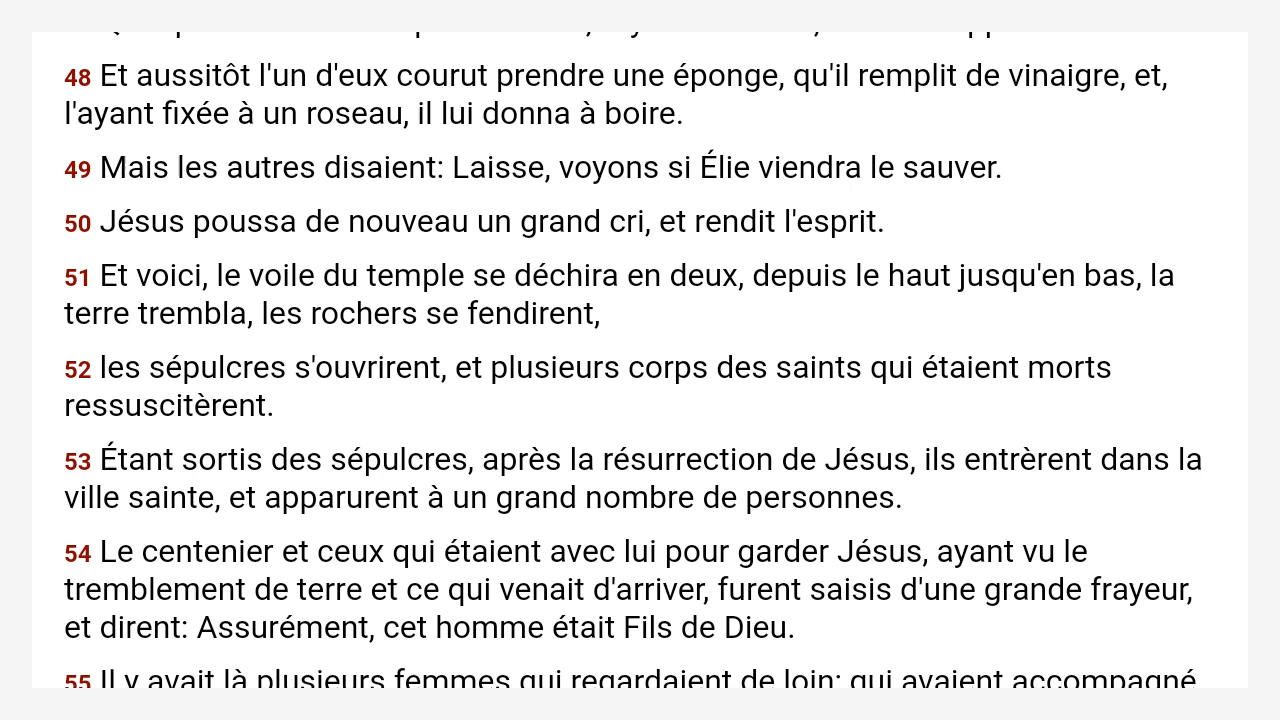 48 Et aussitôt l'un d'eux courut prendre une éponge, qu'il remplit de vinaigre, et,
l'ayant fixée à un roseau, il lui donna à boire.
49 Mais les autres disaient: Laisse, voyons si Élie viendra le sauver.
50 Jésus poussa de nouveau un grand cri, et rendit l'esprit.
51 Et voici, le voile du temple se déchira en deux, depuis le haut jusqu'en bas, la
terre trembla, les rochers se fendirent,
52 les sépulcres s'ouvrirent, et plusieurs corps des saints qui étaient morts
ressuscitèrent.
53 Étant sortis des sépulcres, après la résurrection de Jésus, ils entrèrent dans la
ville sainte, et apparurent à un grand nombre de personnes.
54 Le centenier et ceux qui étaient avec lui pour garder Jésus, ayant vu le
tremblement de terre et ce qui venait d'arriver, furent saisis d'une grande frayeur,
et dirent: Assurément, cet homme était Fils de Dieu.
55 Il y avait là plusieurs femmes qui regardaient de loin; qui avaient accompagné